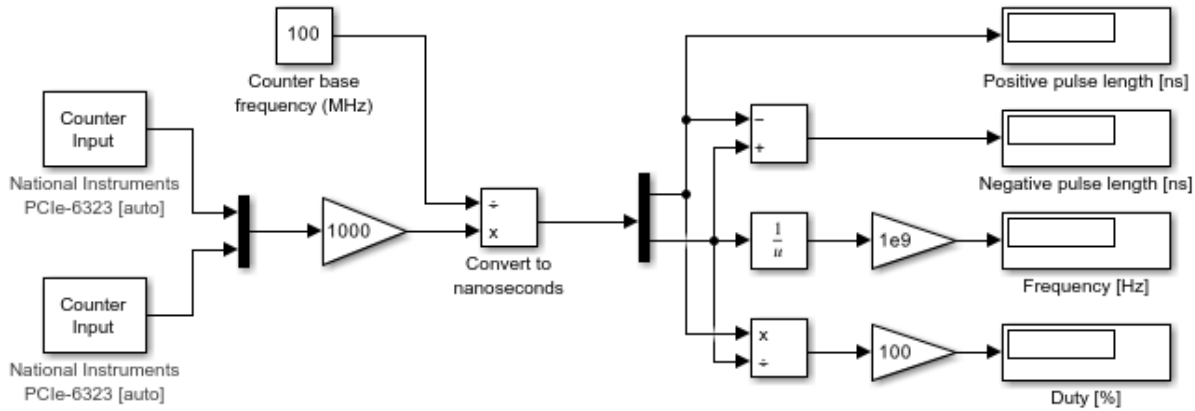 100
Counter base
frequency (MHz)
Counter
Input
National Instruments
PCIe-6323 [auto]
Counter
Input
National Instruments
PCIe-6323 [auto]
1000
÷
x
Convert to
nanoseconds
Positive pulse length [ns]
−
+
Negative pulse length [ns]
1
u
1e9
Frequency [Hz]
x
÷
100
Duty [%]